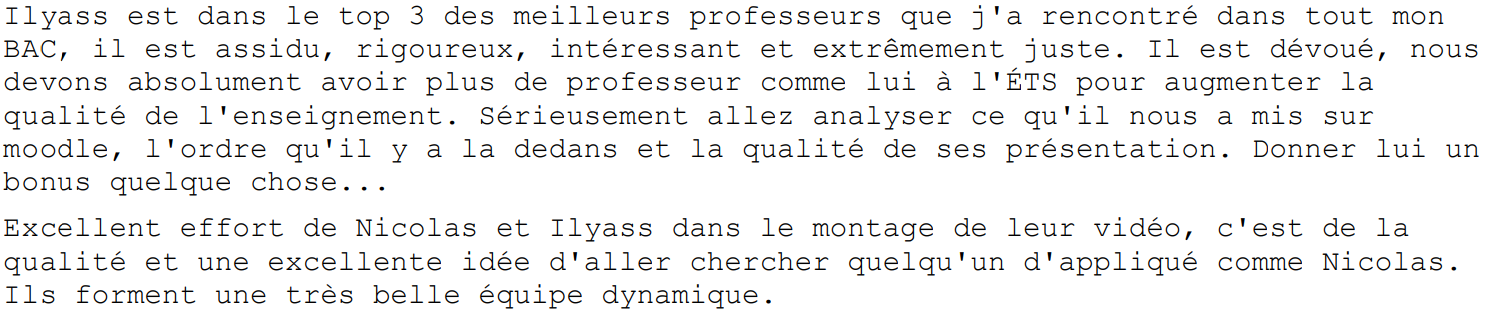 Ilyass est dans le top 3 des meilleurs professeurs que j'a rencontré dans tout mon
BAC, il est assidu, rigoureux, intéressant et extrêmement juste. Il est dévoué, nous
devons absolument avoir plus de professeur comme lui à l'ÉTS pour augmenter la
qualité de l'enseignement. Sérieusement allez analyser ce qu'il nous a mis sur
moodle, l'ordre qu'il y a la dedans et la qualité de ses présentation. Donner lui un
bonus quelque chose...
Excellent effort de Nicolas et Ilyass dans le montage de leur vidéo, c'est de la
qualité et une excellente idée d'aller chercher quelqu'un d'appliqué comme Nicolas.
Ils forment une très belle équipe dynamique.